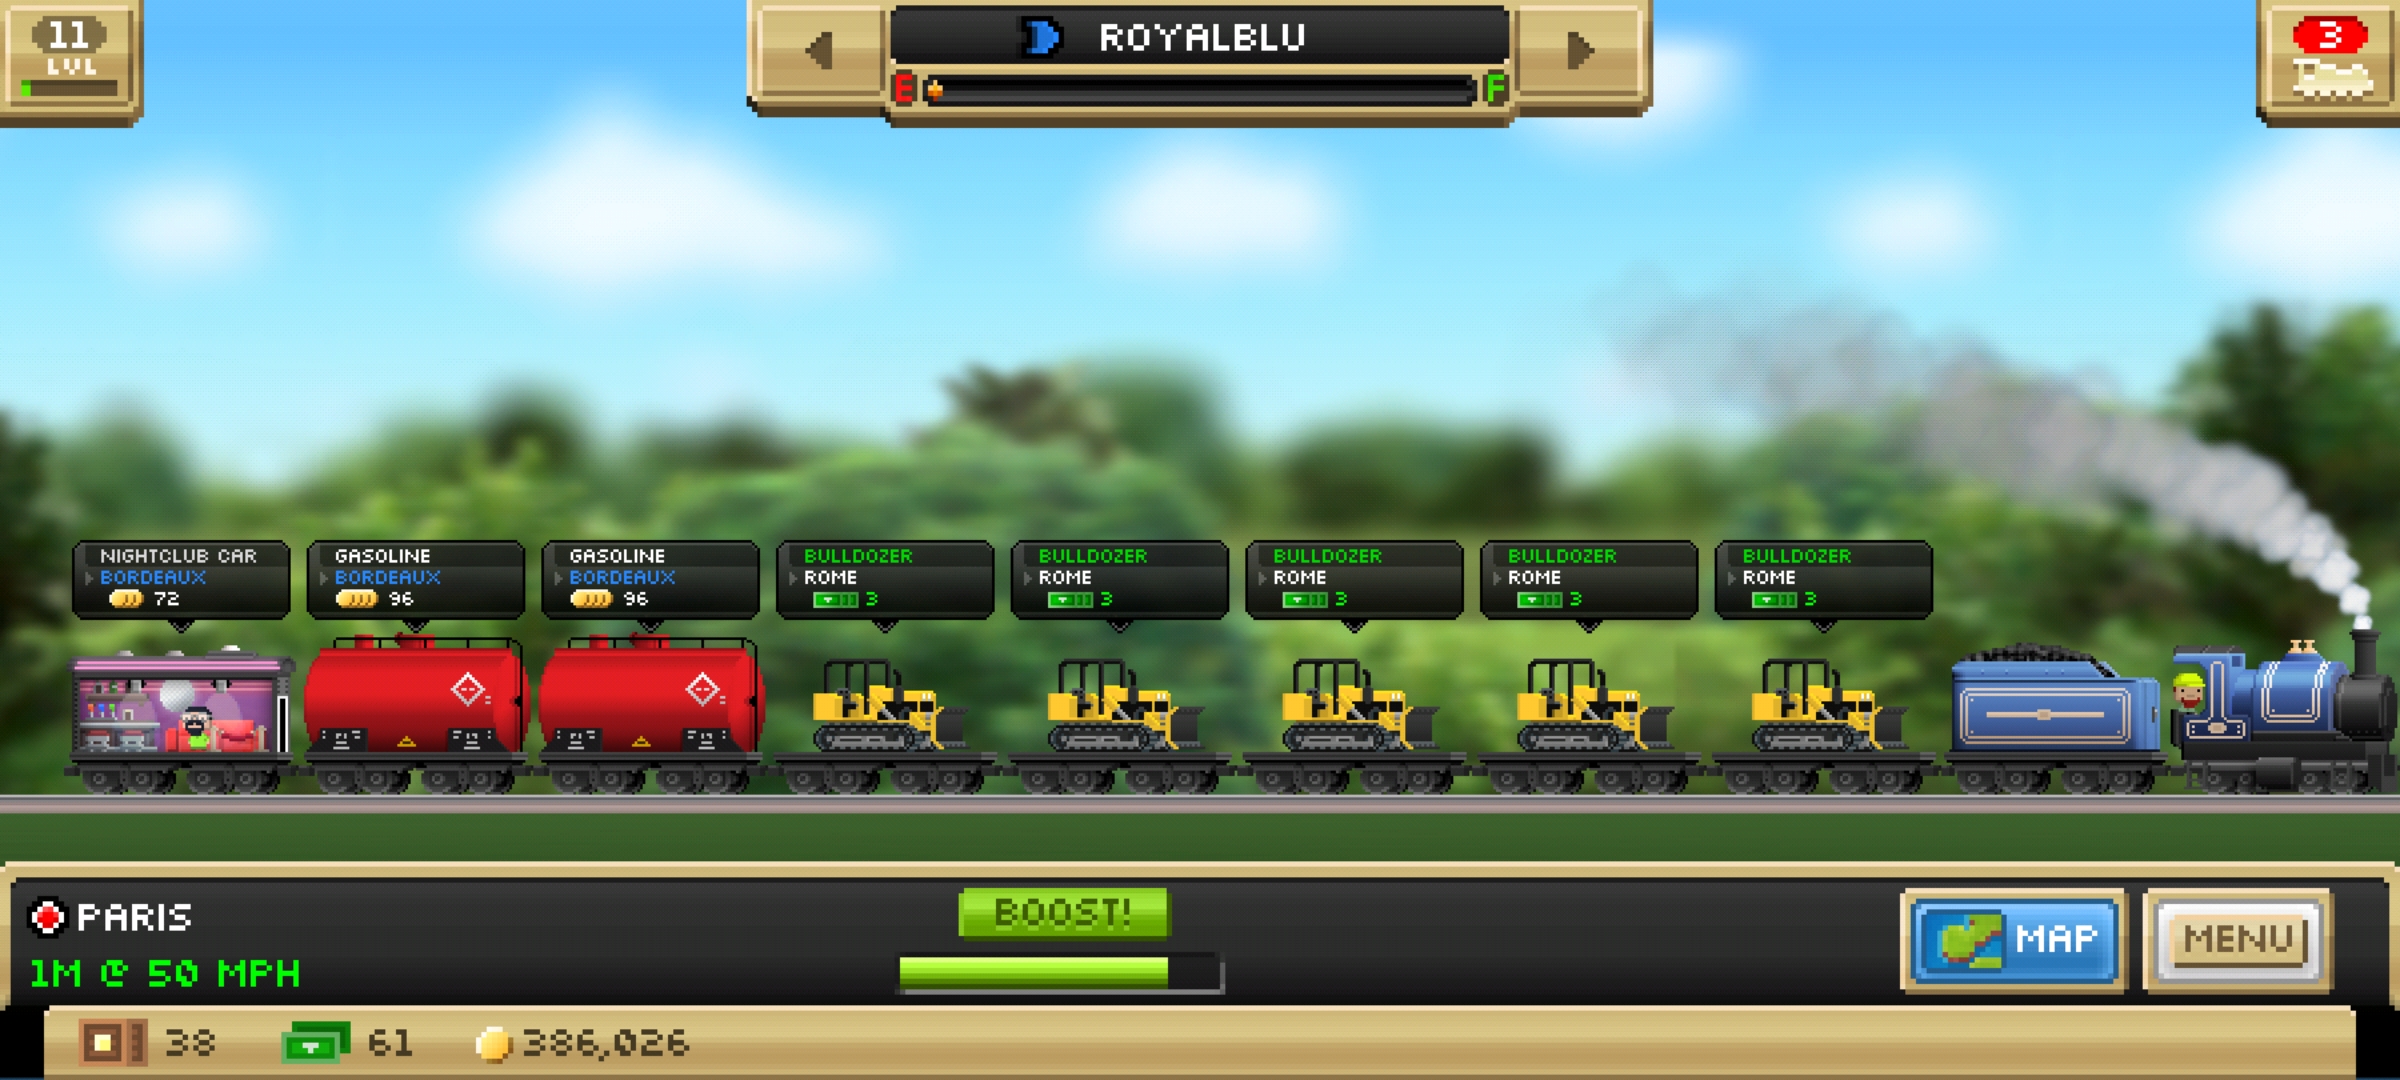 11
LVL
ROYALBLU
E
F
3
NIGHTCLUB CAR
BORDEAUX
72
GASOLINE
BORDEAUX
96
GASOLINE
BORDEAUX
96
BULLDOZER
ROME
3
BULLDOZER
ROME
3
BULLDOZER
ROME
3
BULLDOZER
ROME
3
BULLDOZER
ROME
3
PARIS
1M @ 50 MPH
BOOST!
MAP
MENU
38
61
386,026